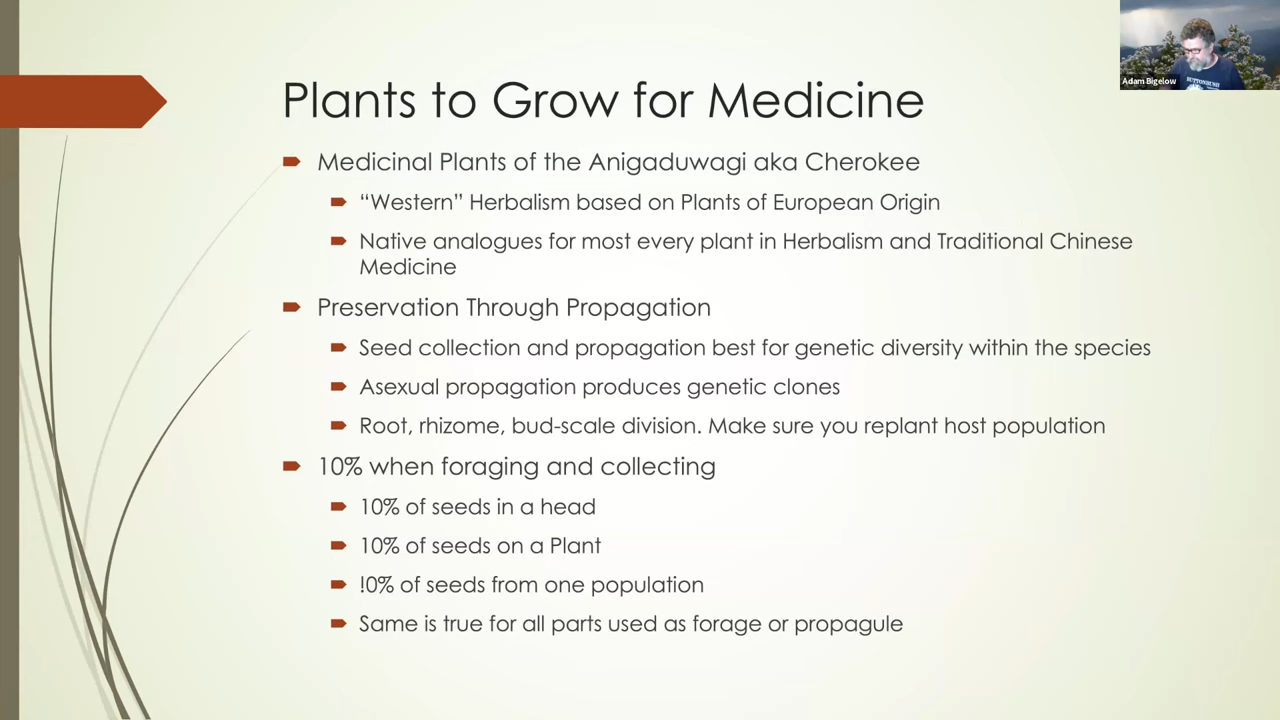 Adam Bigelow
Plants to Grow for Medicine
Medicinal Plants of the Anigaduwagi aka Cherokee
“Western” Herbalism based on Plants of European Origin
Native analogues for most every plant in Herbalism and Traditional Chinese
Medicine
Preservation Through Propagation
Seed collection and propagation best for genetic diversity within the species
Asexual propagation produces genetic clones
Root, rhizome, bud-scale division. Make sure you replant host population
10% when foraging and collecting
10% of seeds in a head
10% of seeds on a Plant
!0% of seeds from one population
Same is true for all parts used as forage or propagule